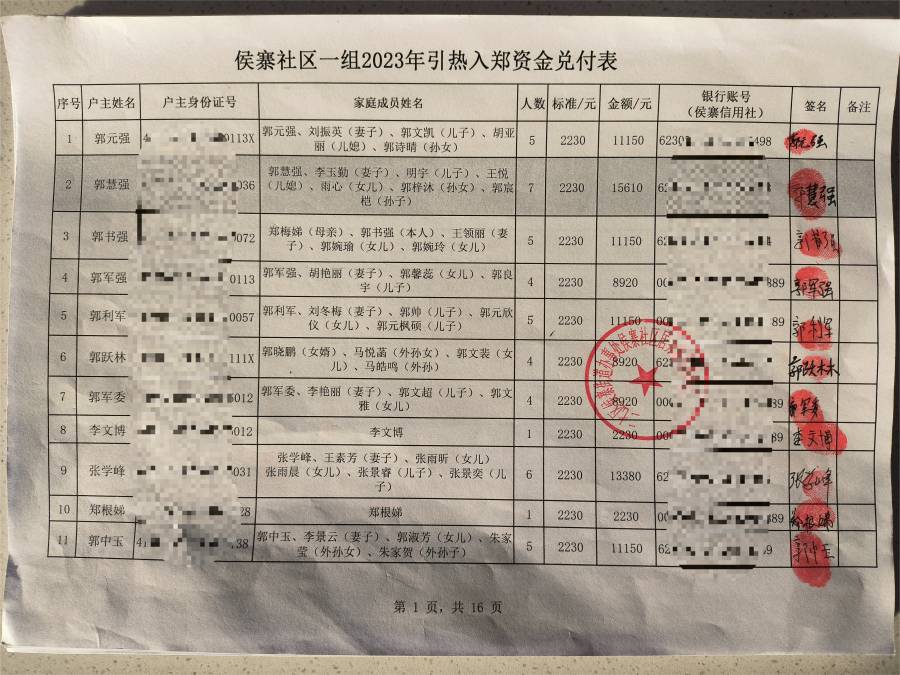 侯寨社区一组2023年引热入郑资金兑付表
序号 户主姓名 户主身份证号 家庭成员姓名 人数 标准/元 金额/元 银行账号（侯寨信用社） 签名 备注
1 郭元强 4 0113X 郭元强、刘振英（妻子）、郭文凯（儿子）、胡亚丽（儿媳）、郭诗晴（孙女） 5 2230 11150 6230 498
2 郭慧强 036 郭慧强、李玉勤（妻子）、明宇（儿子）、王悦（儿媳）、雨心（女儿）、郭梓沐（孙女）、郭宸桤（孙子） 7 2230 15610 62 郭慧强
3 郭书强 0072 郑梅娣（母亲）、郭书强（本人）、王领丽（妻子）、郭婉瑜（女儿）、郭婉玲（女儿） 5 2230 11150 62 4
4 郭军强 0113 郭军强、胡艳丽（妻子）、郭馨蕊（女儿）、郭良宇（儿子） 4 2230 8920 00 889 郭军强
5 郭利军 0057 郭利军、刘冬梅（妻子）、郭帅（儿子）、郭元欣仪（女儿）、郭元枫硕（儿子） 5 2230 11150 00 89 郭利军
6 郭跃林 111X 郭晓鹏（女婿）、马悦菡（外孙女）、郭文裴（女儿）、马皓鸣（外孙） 4 2230 8920 62 郭跃林
7 郭军委 6012 郭军委、李艳丽（妻子）、郭文超（儿子）、郭文雅（女儿） 4 2230 8920 00 89
8 李文博 0012 李文博 1 2230 2230 00 89 李文博
9 张学峰 0031 张学峰、王素芳（妻子）、张雨昕（女儿）张雨晨（女儿）、张景睿（儿子）、张景奕（儿子） 6 2230 13380 62 张学峰
10 郑根娣 28 郑根娣 1 2230 2230 00 889 郑根娣
11 郭中玉 41 38 郭中玉、李景云（妻子）、郭淑芳（女儿）、朱家莹（外孙女）、朱家贺（外孙子） 5 2230 11150 62 9 郭中玉
第 1 页，共 16 页